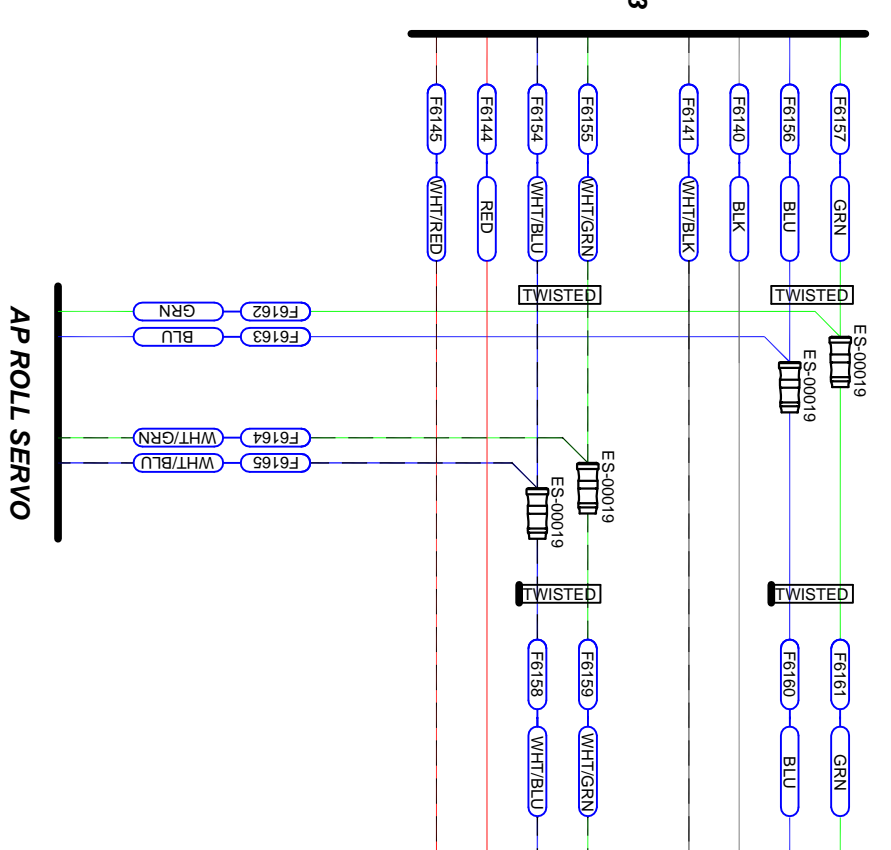 3
F6145
F6144
F6154
F6155
F6141
F6140
F6156
F6157
WHT/RED
RED
WHT/BLU
WHT/GRN
WHT/BLK
BLK
BLU
GRN
TWISTED
TWISTED
GRN
F6162
BLU
F6163
ES-00019
ES-00019
WHT/GRN
F6164
WHT/BLU
F6165
ES-00019
ES-00019
AP ROLL SERVO
TWISTED
TWISTED
F6158
F6159
F6160
F6161
WHT/BLU
WHT/GRN
BLU
GRN